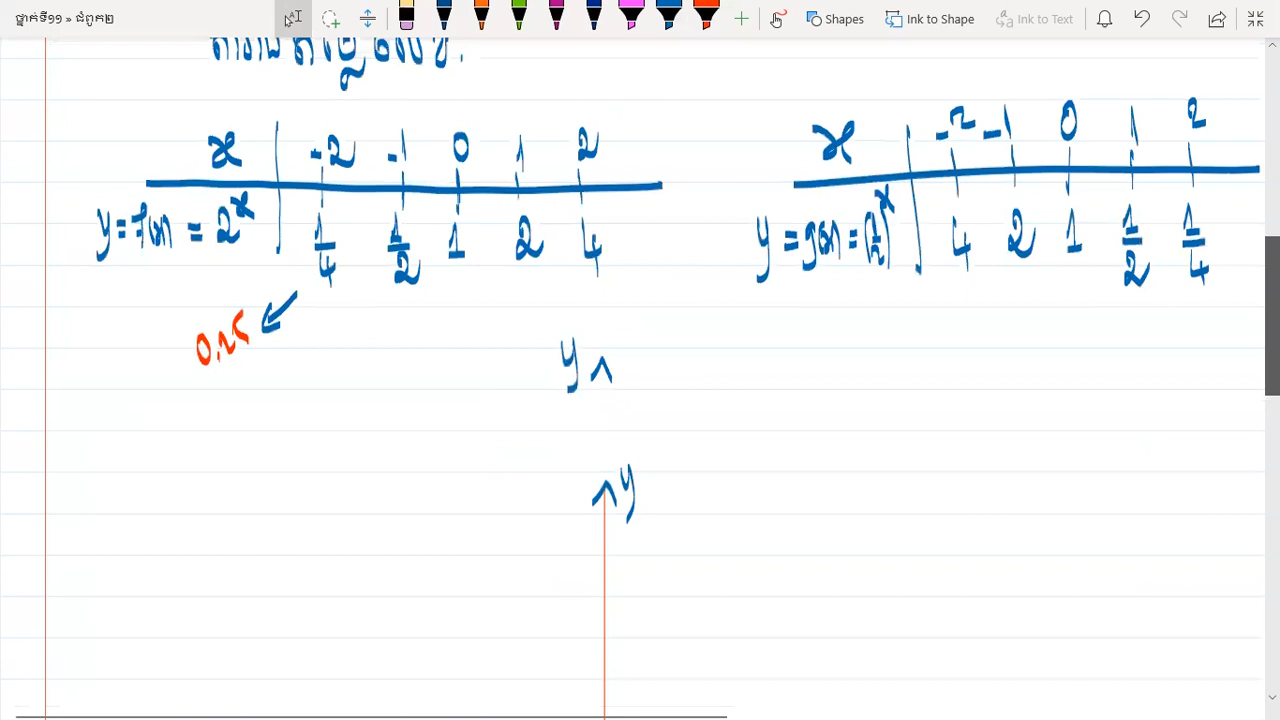 ថ្នាក់ទី១១ » ជំពូក២
Shapes Ink to Shape Ink to Text
x -2 -1 0 1 2
y = f(x) = 2^x 1/4 1/2 1 2 4
x -2 -1 0 1 2
y = g(x) = (1/2)^x 4 2 1 1/2 1/4
0.25
y
y